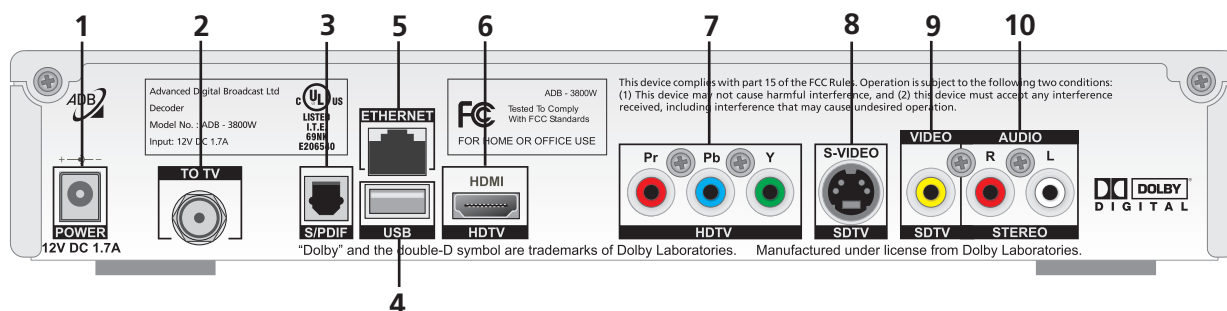 1
2
3
5
6
7
8
9
10
ADB
Advanced Digital Broadcast Ltd
Decoder
Model No. : ADB - 3800W
Input: 12V DC 1.7A
C UL US
LISTED
I.T.E.
69NK
E206540
ETHERNET
FC
ADB - 3800W
Tested To Comply
With FCC Standards
FOR HOME OR OFFICE USE
This device complies with part 15 of the FCC Rules. Operation is subject to the following two conditions:
(1) This device may not cause harmful interference, and (2) this device must accept any interference
received, including interference that may cause undesired operation.
POWER
12V DC 1.7A
TO TV
S/PDIF
USB
HDMI
HDTV
Pr Pb Y
HDTV
S-VIDEO
SDTV
VIDEO
SDTV
AUDIO
R L
STEREO
DOLBY
DIGITAL
“Dolby” and the double-D symbol are trademarks of Dolby Laboratories. Manufactured under license from Dolby Laboratories.
4